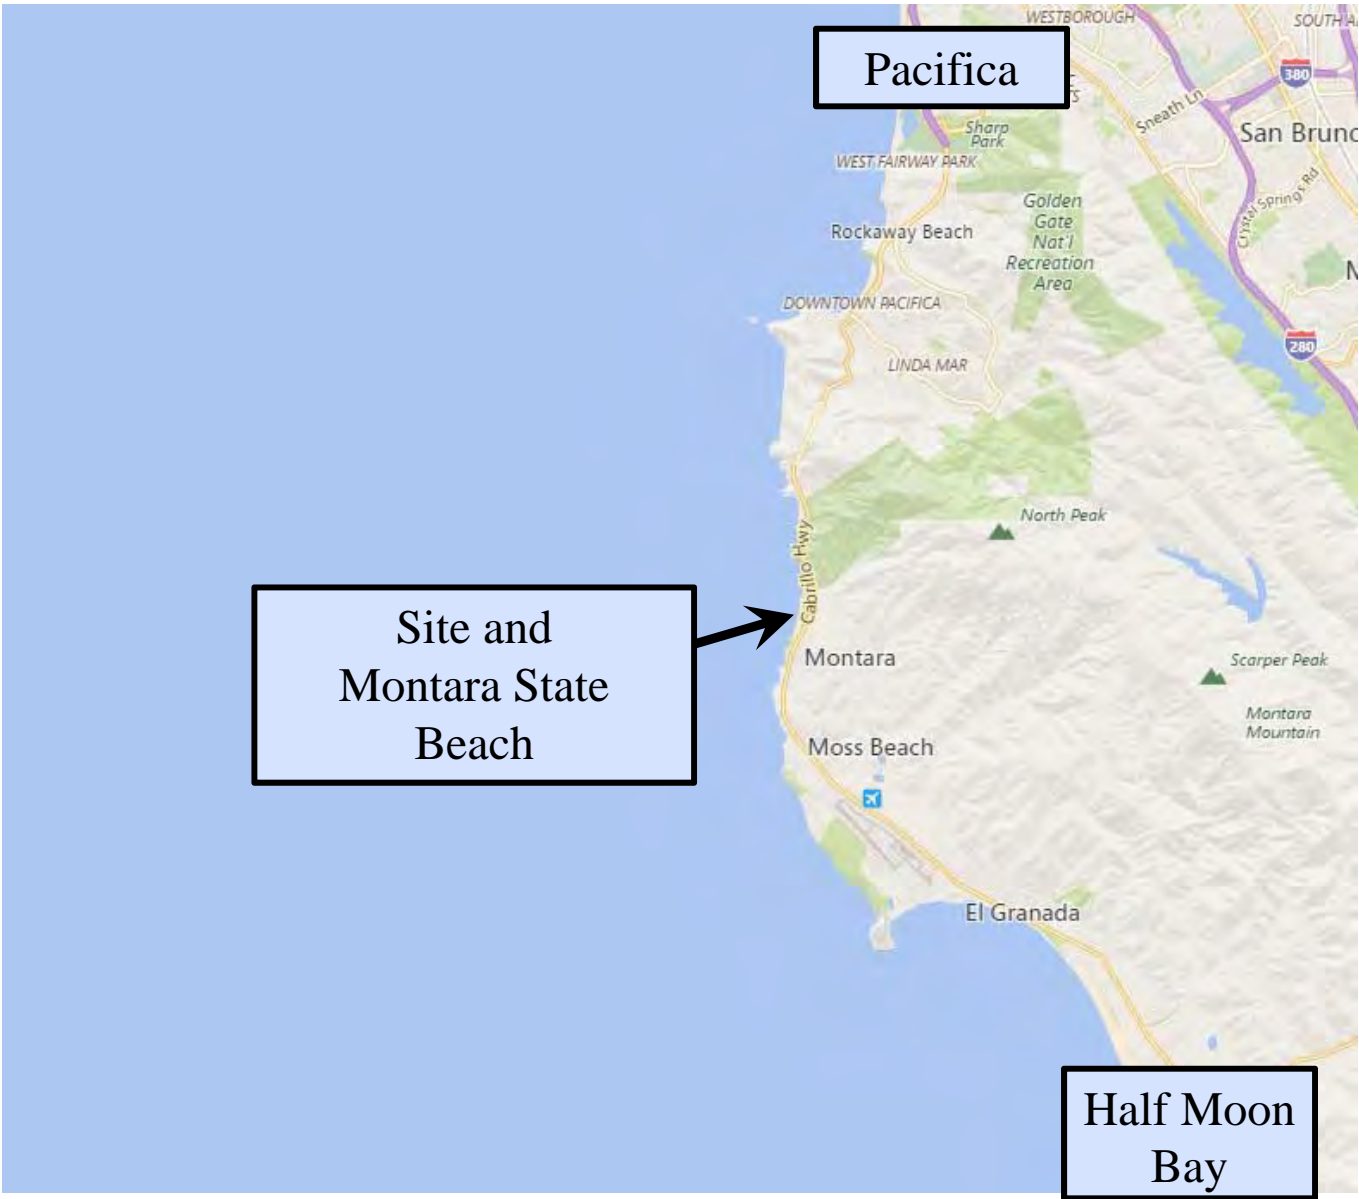 WESTBOROUGH
SOUTH
Pacifica
380
Sneath Ln
Sharp
Park
San Bruno
WEST FAIRWAY PARK
Crystal Springs Rd
Golden
Gate
Nat'l
Recreation
Area
Rockaway Beach
DOWNTOWN PACIFICA
280
LINDA MAR
North Peak
Cabrillo Hwy
Site and
Montara State
Beach
Montara
Scarper Peak
Montara
Mountain
Moss Beach
El Granada
Half Moon
Bay